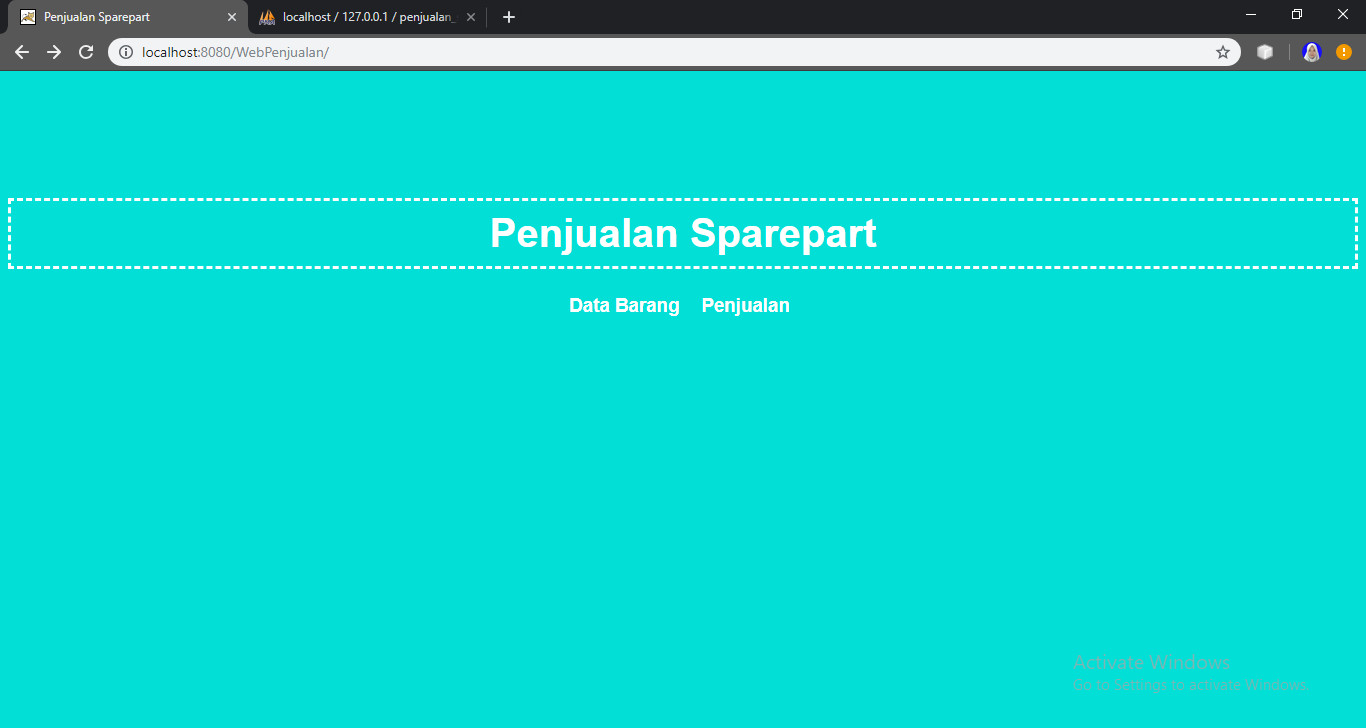 Penjualan Sparepart
localhost / 127.0.0.1 / penjualan_
localhost:8080/WebPenjualan/
Penjualan Sparepart
Data Barang Penjualan
Activate Windows
Go to Settings to activate Windows.